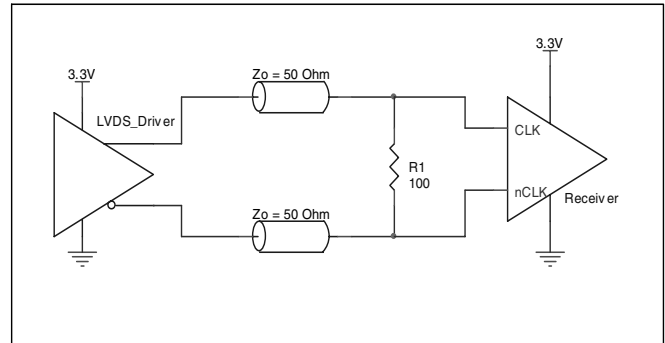 3.3V
3.3V
Zo = 50 Ohm
LVDS_Driver
CLK
R1
100
nCLK
Receiver
Zo = 50 Ohm